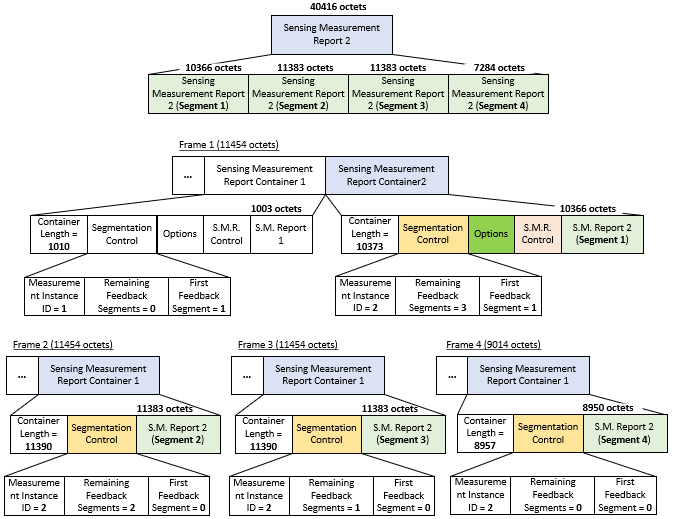 40416 octets
Sensing Measurement
Report 2
10366 octets 11383 octets 11383 octets 7284 octets
Sensing
Measurement Report
2 (Segment 1)
Sensing
Measurement Report
2 (Segment 2)
Sensing
Measurement Report
2 (Segment 3)
Sensing
Measurement Report
2 (Segment 4)
Frame 1 (11454 octets)
...
Sensing Measurement
Report Container 1
Sensing Measurement
Report Container2
1003 octets
Container
Length =
1010
Segmentation
Control
Options
S.M.R.
Control
S.M. Report
1
10366 octets
Container
Length =
10373
Segmentation
Control
Options
S.M.R.
Control
S.M. Report 2
(Segment 1)
Measureme
nt Instance
ID = 1
Remaining
Feedback
Segments = 0
First
Feedback
Segment = 1
Measureme
nt Instance
ID = 2
Remaining
Feedback
Segments = 3
First
Feedback
Segment = 1
Frame 2 (11454 octets)
...
Sensing Measurement
Report Container 1
11383 octets
Container
Length =
11390
Segmentation
Control
S.M. Report 2
(Segment 2)
Measureme
nt Instance
ID = 2
Remaining
Feedback
Segments = 2
First
Feedback
Segment = 0
Frame 3 (11454 octets)
...
Sensing Measurement
Report Container 1
11383 octets
Container
Length =
11390
Segmentation
Control
S.M. Report 2
(Segment 3)
Measureme
nt Instance
ID = 2
Remaining
Feedback
Segments = 1
First
Feedback
Segment = 0
Frame 4 (9014 octets)
...
Sensing Measurement
Report Container 1
8950 octets
Container
Length =
8957
Segmentation
Control
S.M. Report 2
(Segment 4)
Measureme
nt Instance
ID = 2
Remaining
Feedback
Segments = 0
First
Feedback
Segment = 0